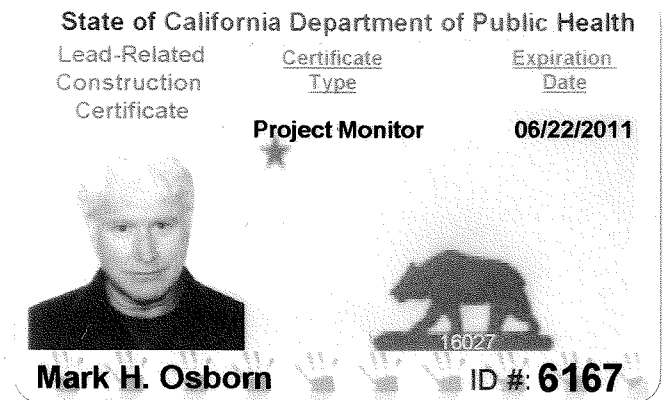 State of California Department of Public Health
Lead-Related
Construction
Certificate
Certificate
Type
Expiration
Date
Project Monitor
06/22/2011
16027
Mark H. Osborn
ID #: 6167